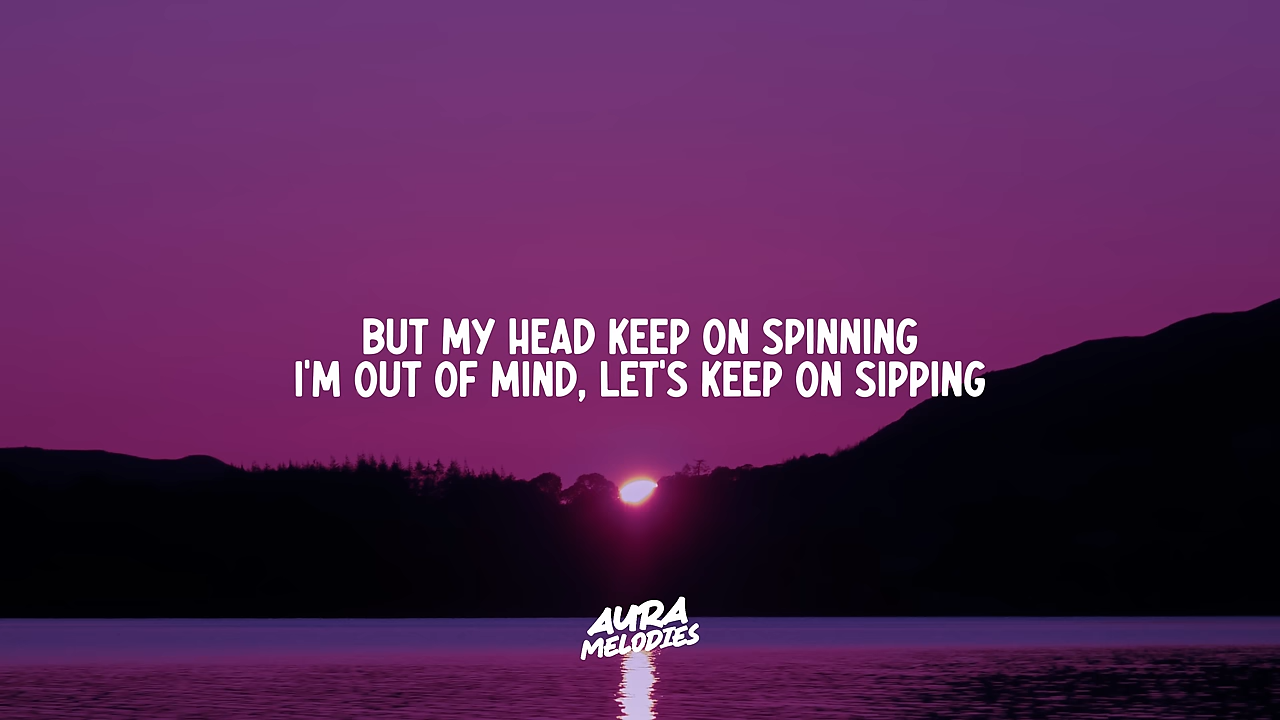 BUT MY HEAD KEEP ON SPINNING
I'M OUT OF MIND, LET'S KEEP ON SIPPING
AURA
MELODIES